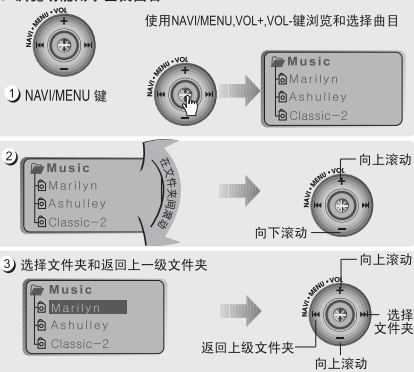 使用NAVI/MENU,VOL+,VOL-键浏览和选择曲目
NAVI • MENU • VOL
1 NAVI/MENU 键
NAVI • MENU • VOL
Music
Marilyn
Ashulley
Classic-2
2
Music
Marilyn
Ashulley
Classic-2
在文件夹间滚动
NAVI • MENU • VOL
向上滚动
向下滚动
3 选择文件夹和返回上一级文件夹
Music
Marilyn
Ashulley
Classic-2
NAVI • MENU • VOL
向上滚动
选择
文件夹
返回上级文件夹
向上滚动